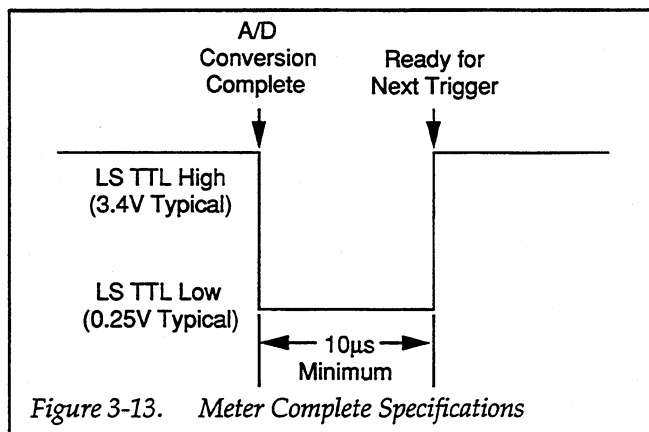 A/D
Conversion
Complete
Ready for
Next Trigger
LS TTL High
(3.4V Typical)
LS TTL Low
(0.25V Typical)
10µs
Minimum
Figure 3-13. Meter Complete Specifications